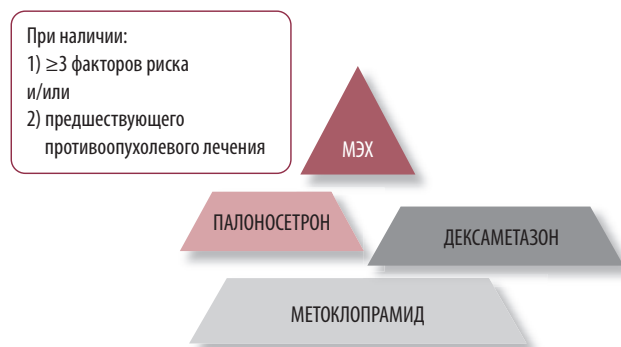 При наличии:
1) ≥3 факторов риска
и/или
2) предшествующего
противоопухолевого лечения
МЭХ
ПАЛОНОСЕТРОН
ДЕКСАМЕТАЗОН
МЕТОКЛОПРАМИД